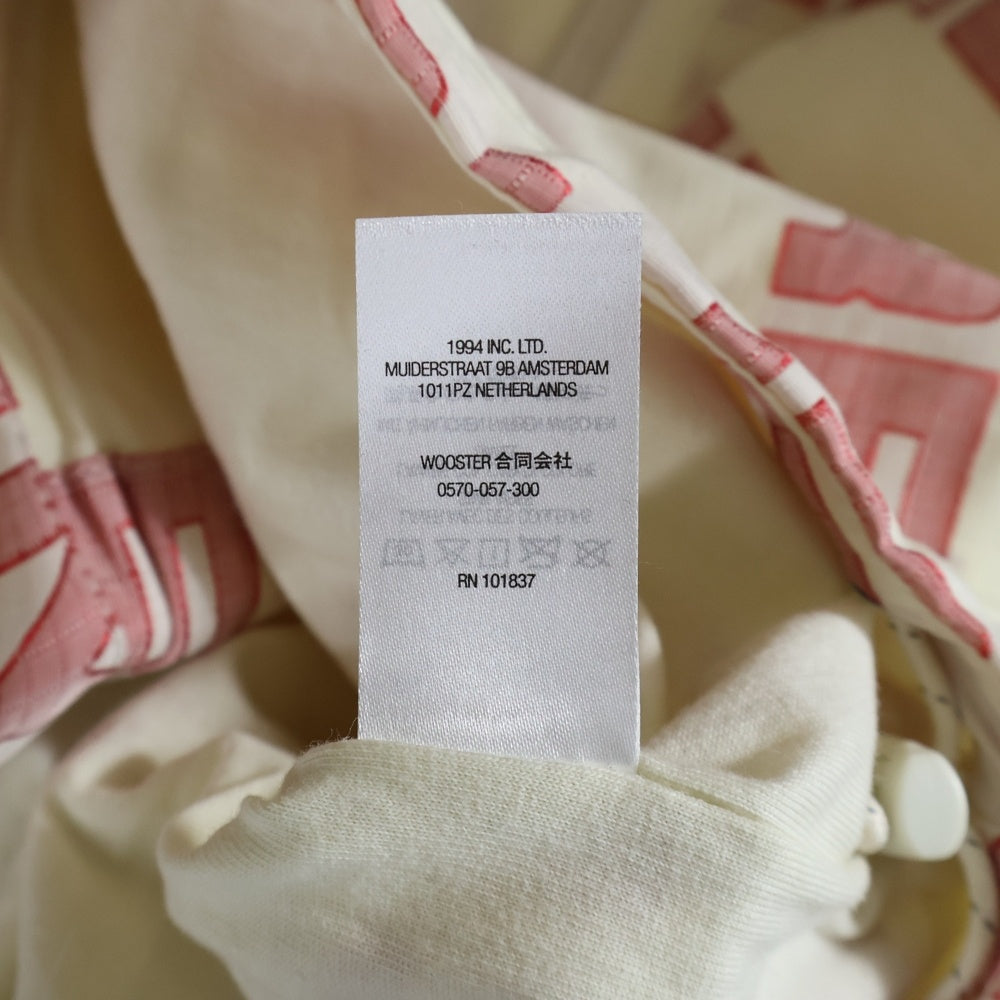 1994 INC. LTD.
MUIDERSTRAAT 9B AMSTERDAM
1011PZ NETHERLANDS
WOOSTER 合同会社
0570-057-300
RN 101837